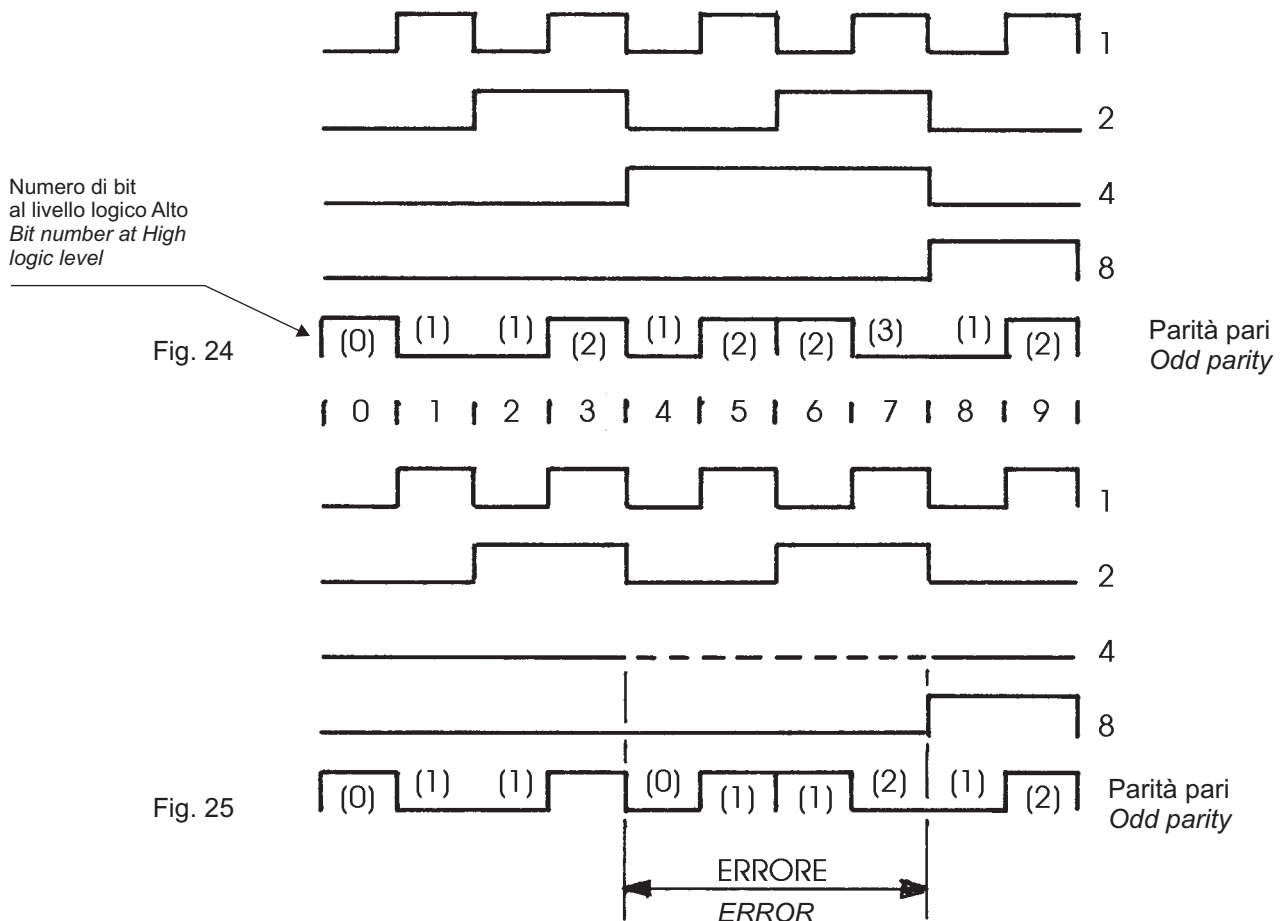 1
2
Numero di bit
al livello logico Alto
Bit number at High
logic level
4
8
Fig. 24
(0) (1) (1) (2) (1) (2) (2) (3) (1) (2)
Parità pari
Odd parity
0 1 2 3 4 5 6 7 8 9
1
2
4
8
Fig. 25
(0) (1) (1) (0) (1) (1) (2) (1) (2)
Parità pari
Odd parity
ERRORE
ERROR